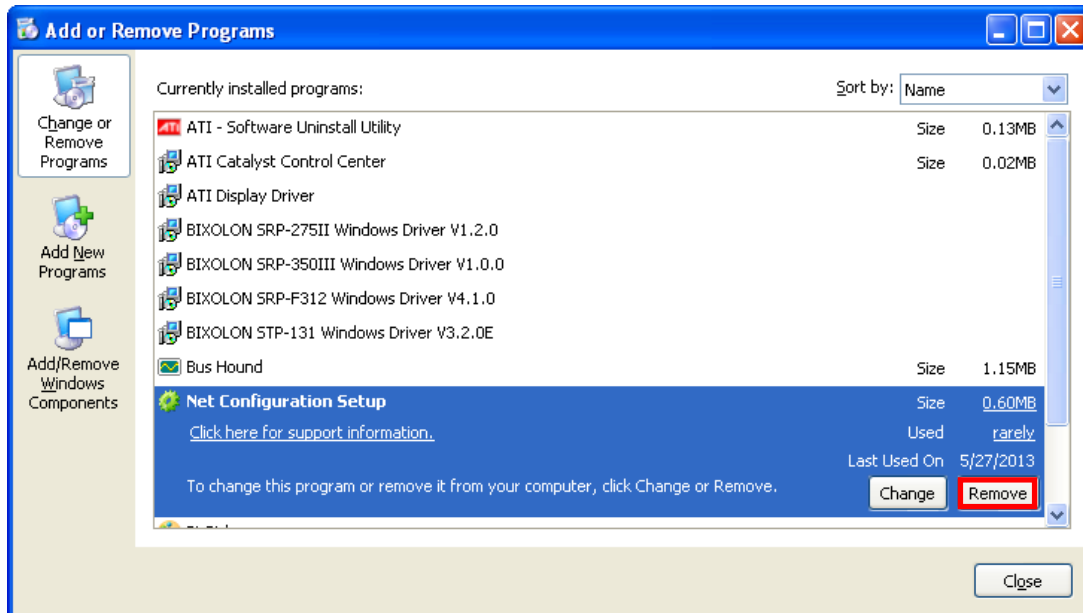 Add or Remove Programs
Change or
Remove
Programs
Add New
Programs
Add/Remove
Windows
Components
Currently installed programs:
Sort by: Name
ATI - Software Uninstall Utility Size 0.13MB
ATI Catalyst Control Center Size 0.02MB
ATI Display Driver
BIXOLON SRP-275II Windows Driver V1.2.0
BIXOLON SRP-350III Windows Driver V1.0.0
BIXOLON SRP-F312 Windows Driver V4.1.0
BIXOLON STP-131 Windows Driver V3.2.0E
Bus Hound Size 1.15MB
Net Configuration Setup Size 0.60MB
Click here for support information. Used rarely
Last Used On 5/27/2013
To change this program or remove it from your computer, click Change or Remove. Change Remove
Close